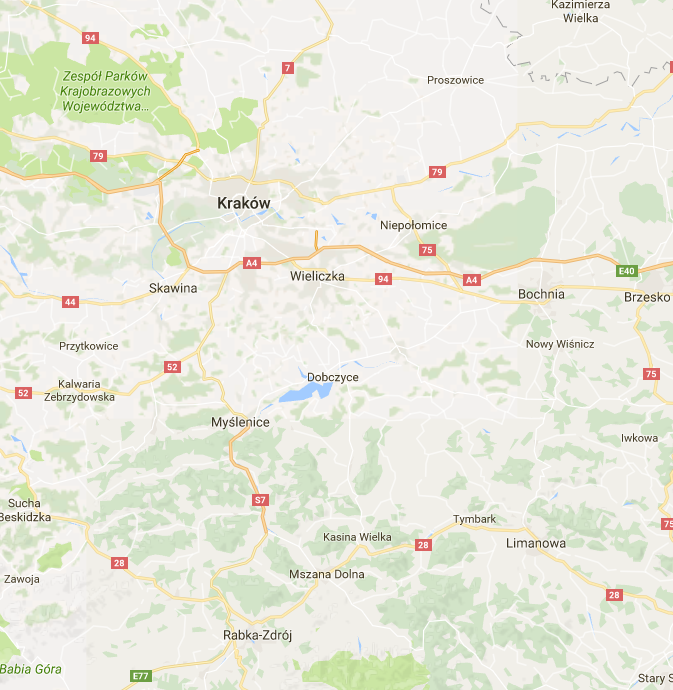 Kazimierza
Wielka
94
7
Zespół Parków
Krajobrazowych
Województwa...
Proszowice
79
79
Kraków
Niepołomice
75
A4
Wieliczka
94
A4
E40
Skawina
44
Bochnia
Brzesko
Przytkowice
Nowy Wiśnicz
52
Dobczyce
75
52
Kalwaria
Zebrzydowska
Myślenice
Iwkowa
S7
Sucha
Beskidzka
Tymbark
75
Kasina Wielka
28
Limanowa
28
Zawoja
Mszana Dolna
28
Rabka-Zdrój
Babia Góra
E77
Stary S